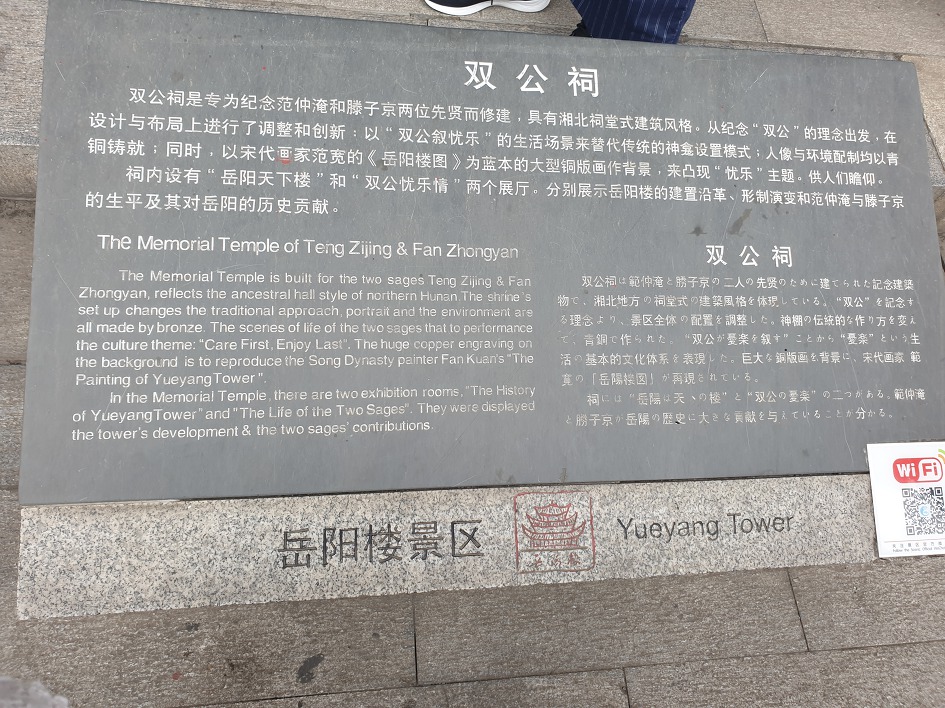 双公祠
双公祠是专为纪念范仲淹和滕子京两位先贤而修建，具有湘北祠堂式建筑风格。从纪念“双公”的理念出发，在
设计与布局上进行了调整和创新：以“双公叙忧乐”的生活场景来替代传统的神龛设置模式；人像与环境配制均以青
铜铸就；同时，以宋代画家范宽的《岳阳楼图》为蓝本的大型铜版画作背景，来凸现“忧乐”主题。供人们瞻仰。
祠内设有“岳阳天下楼”和“双公忧乐情”两个展厅。分别展示岳阳楼的建置沿革、形制演变和范仲淹与滕子京
的生平及其对岳阳的历史贡献。
The Memorial Temple of Teng Zijing & Fan Zhongyan
The Memorial Temple is built for the two sages Teng Zijing & Fan
Zhongyan, reflects the ancestral hall style of northern Hunan.The shrine's
set up changes the traditional approach, portrait and the environment are
all made by bronze. The scenes of life of the two sages that to performance
the culture theme: "Care First, Enjoy Last". The huge copper engraving on
the background is to reproduce the Song Dynasty painter Fan Kuan's "The
Painting of Yueyang Tower".
In the Memorial Temple, there are two exhibition rooms, "The History
of Yueyang Tower" and "The Life of the Two Sages". They were displayed
the tower's development & the two sages' contributions.
双公祠
双公祠は範仲淹と滕子京の二人の先賢のために建てられた記念建築
物で、湘北地方の祠堂式の建築風格を体現している。“双公”を記念す
る理念より、景区全体の配置を調整した。神棚の伝統的な作り方を変え
て、青銅で作られた。“双公が憂楽を叙す”ことから“憂楽”という生
活の基本的文化体系を表現した。巨大な銅版画を背景に、宋代画家 範
寛の「岳陽楼図」が再現されている。
祠には“岳陽は天下の楼”と“双公の憂楽”の二つがある。範仲淹
と滕子京が岳陽の歴史に大きな貢献を与えていることが分かる。
岳阳楼景区
Yueyang Tower
WiFi